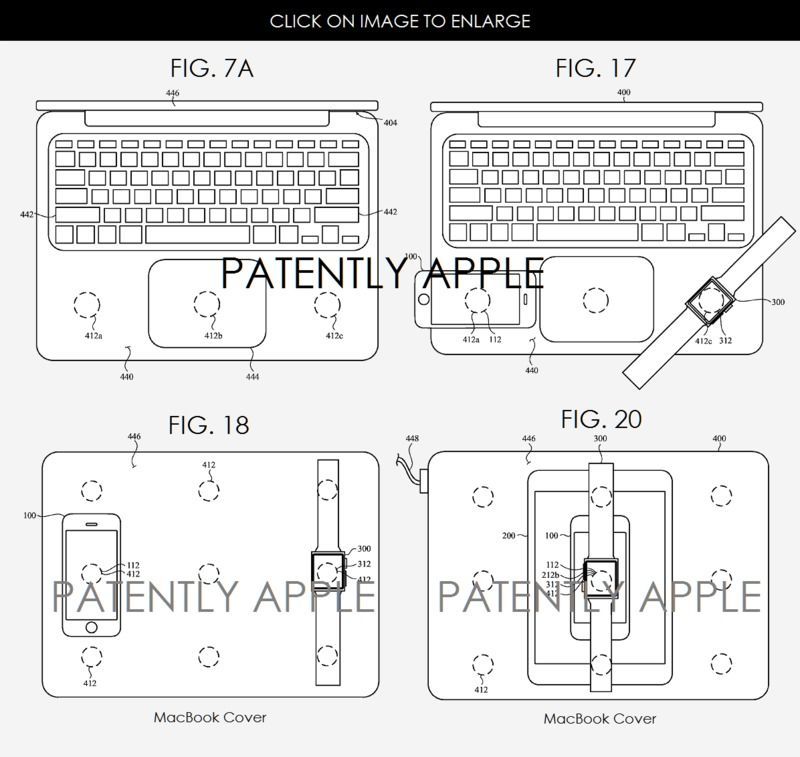 CLICK ON IMAGE TO ENLARGE
FIG. 7A
446
404
442
442
412a
412b
412c
440
444
FIG. 17
400
100
412a
112
440
300
412c
312
PATENTLY APPLE
FIG. 18
446
412
100
112
412
300
312
412
412
PATENTLY APPLE
MacBook Cover
FIG. 20
448
446
300
400
200
100
112
212b
312
412
412
PATENTLY APPLE
MacBook Cover